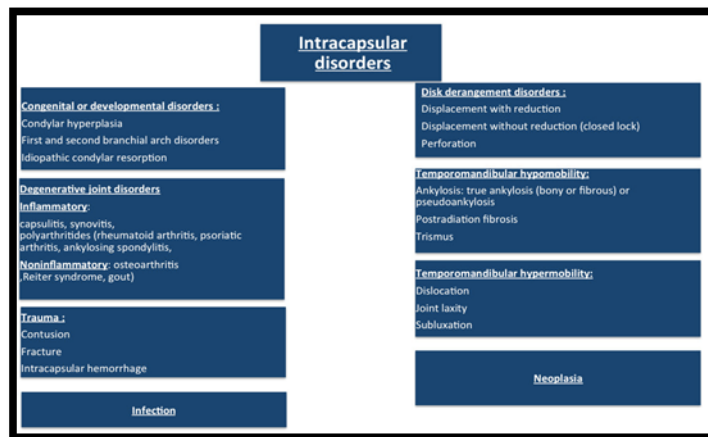 Intracapsular
disorders
Congenital or developmental disorders :
Condylar hyperplasia
First and second branchial arch disorders
Idiopathic condylar resorption
Degenerative joint disorders
Inflammatory:
capsulitis, synovitis,
polyarthritides (rheumatoid arthritis, psoriatic
arthritis, ankylosing spondylitis,
Noninflammatory: osteoarthritis
,Reiter syndrome, gout)
Trauma :
Contusion
Fracture
Intracapsular hemorrhage
Infection
Disk derangement disorders :
Displacement with reduction
Displacement without reduction (closed lock)
Perforation
Temporomandibular hypomobility:
Ankylosis: true ankylosis (bony or fibrous) or
pseudoankylosis
Postradiation fibrosis
Trismus
Temporomandibular hypermobility:
Dislocation
Joint laxity
Subluxation
Neoplasia